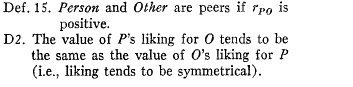 Def. 15. Person and Other are peers if r_PO is
positive.
D2. The value of P's liking for O tends to be
the same as the value of O's liking for P
(i.e., liking tends to be symmetrical).